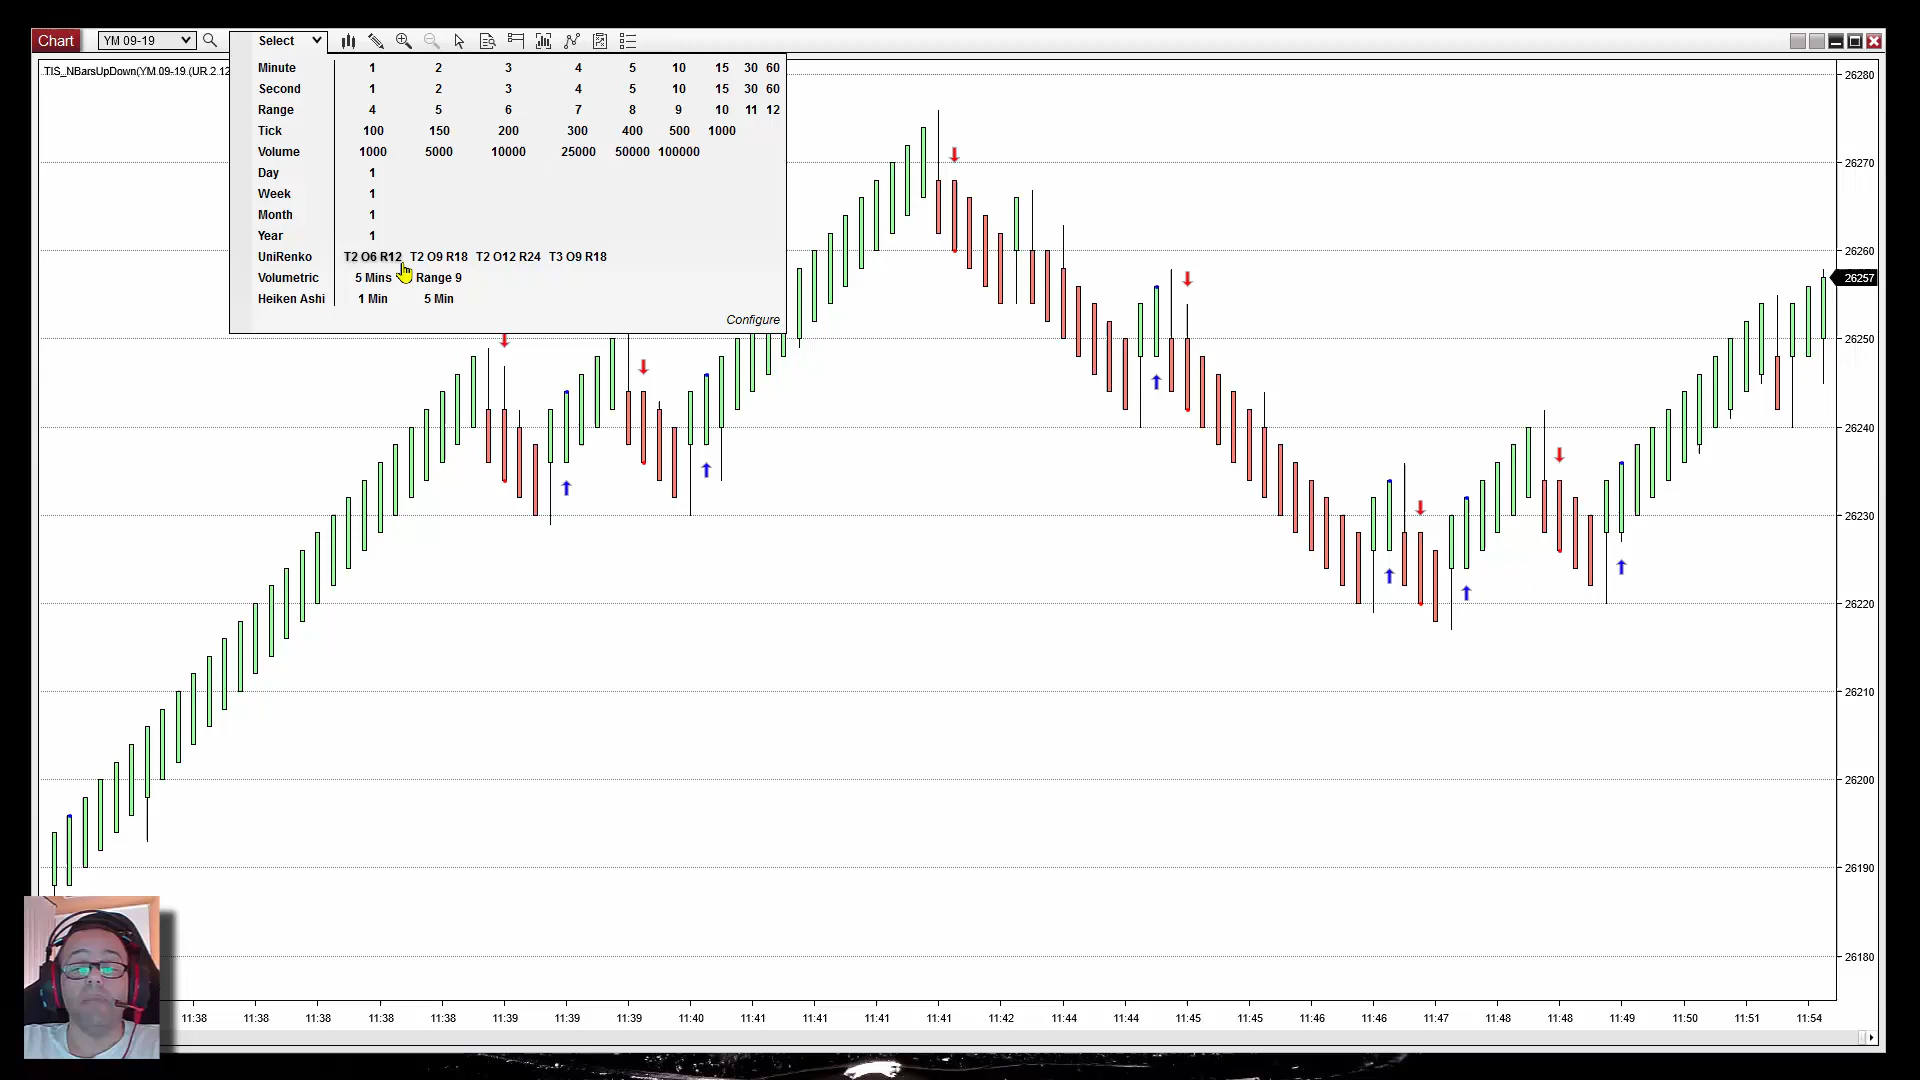 Chart YM 09-19 Select
TIS_NBarsUpDown(YM 09-19 (UR.2.12
Minute 1 2 3 4 5 10 15 30 60
Second 1 2 3 4 5 10 15 30 60
Range 4 5 6 7 8 9 10 11 12
Tick 100 150 200 300 400 500 1000
Volume 1000 5000 10000 25000 50000 100000
Day 1
Week 1
Month 1
Year 1
UniRenko T2 O6 R12 T2 O9 R18 T2 O12 R24 T3 O9 R18
Volumetric 5 Mins Range 9
Heiken Ashi 1 Min 5 Min
Configure
26280
26270
26260
26257
26250
26240
26230
26220
26210
26200
26190
26180
11:38 11:38 11:38 11:38 11:38 11:39 11:39 11:39 11:40 11:41 11:41 11:41 11:41 11:42 11:44 11:44 11:45 11:45 11:46 11:46 11:47 11:48 11:48 11:49 11:50 11:51 11:54